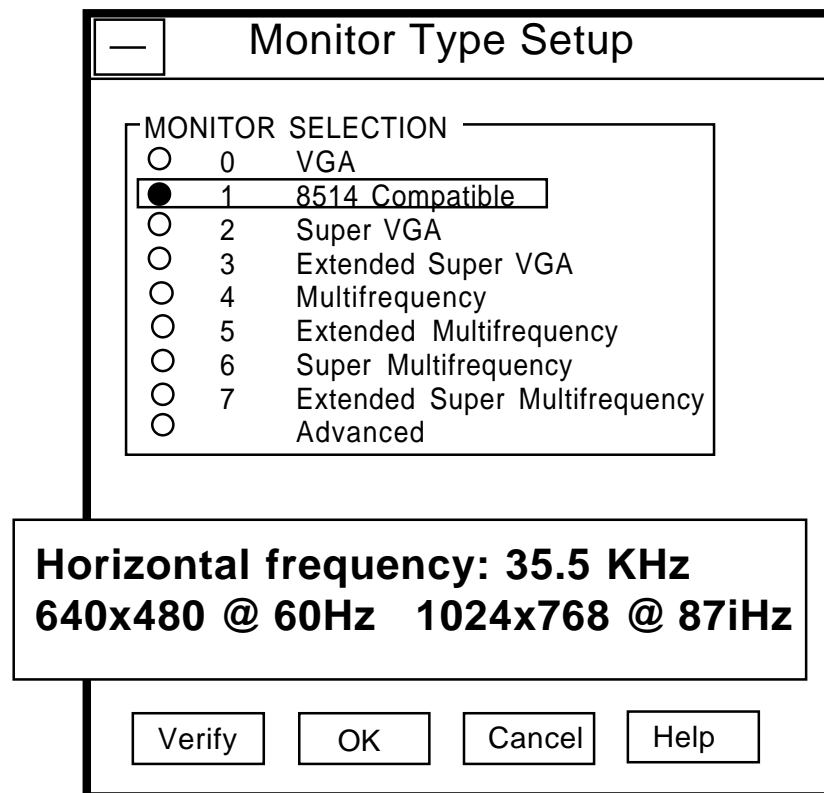 Monitor Type Setup
MONITOR SELECTION
0 VGA
1 8514 Compatible
2 Super VGA
3 Extended Super VGA
4 Multifrequency
5 Extended Multifrequency
6 Super Multifrequency
7 Extended Super Multifrequency
Advanced
Horizontal frequency: 35.5 KHz
640x480 @ 60Hz 1024x768 @ 87iHz
Verify OK Cancel Help